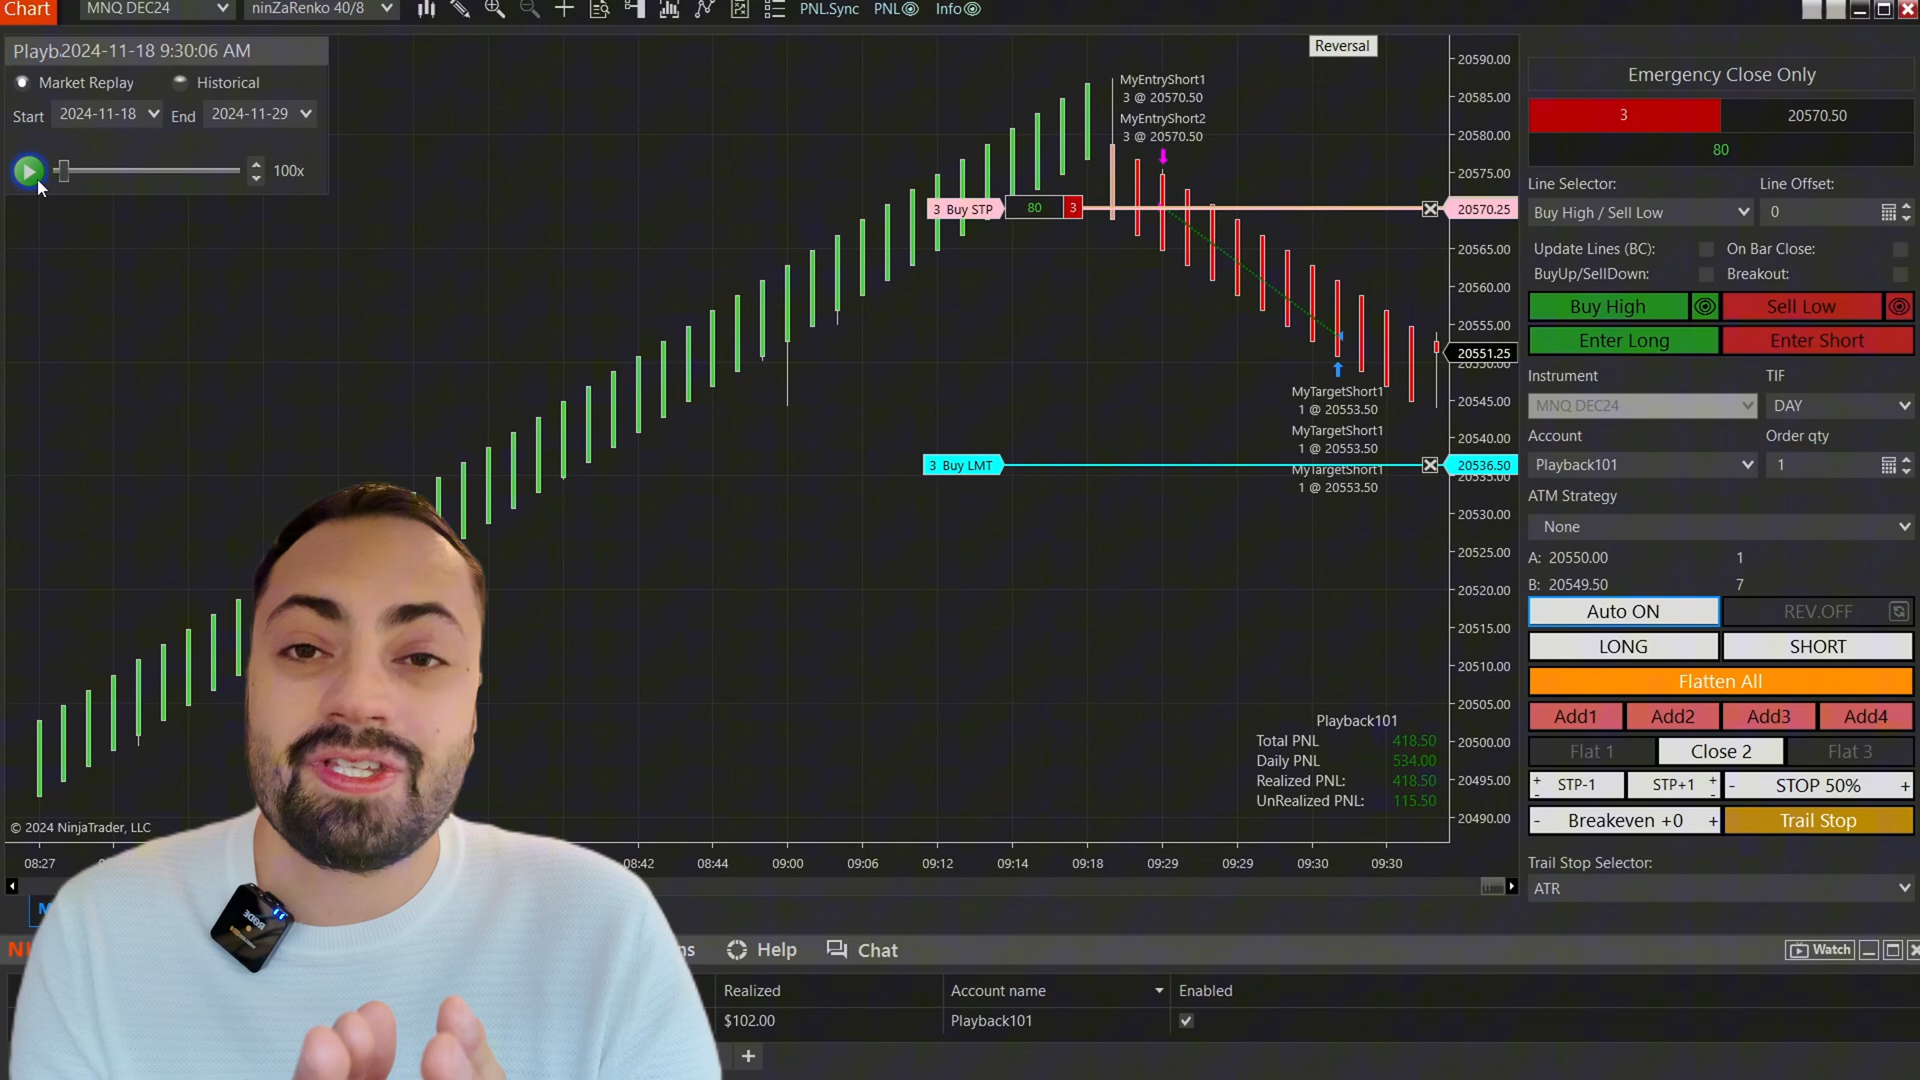 Chart
MNQ DEC24
ninZaRenko 40/8
PNL.Sync
PNL
Info
Playb
2024-11-18 9:30:06 AM
Market Replay
Historical
Start
2024-11-18
End
2024-11-29
100x
Reversal
MyEntryShort1
3 @ 20570.50
MyEntryShort2
3 @ 20570.50
3 Buy STP
80
3
3 Buy LMT
MyTargetShort1
1 @ 20553.50
MyTargetShort1
1 @ 20553.50
MyTargetShort1
1 @ 20553.50
20590.00
20585.00
20580.00
20575.00
20570.25
20565.00
20560.00
20555.00
20551.25
20545.00
20540.00
20536.50
20530.00
20525.00
20520.00
20515.00
20510.00
20505.00
20500.00
20495.00
20490.00
Playback101
Total PNL 418.50
Daily PNL 534.00
Realized PNL: 418.50
UnRealized PNL: 115.50
© 2024 NinjaTrader, LLC
08:27
08:42
08:44
09:00
09:06
09:12
09:14
09:18
09:29
09:29
09:30
09:30
Emergency Close Only
3
20570.50
80
Line Selector:
Line Offset:
Buy High / Sell Low
0
Update Lines (BC):
On Bar Close:
BuyUp/SellDown:
Breakout:
Buy High
Sell Low
Enter Long
Enter Short
Instrument
TIF
MNQ DEC24
DAY
Account
Order qty
Playback101
1
ATM Strategy
None
A: 20550.00
1
B: 20549.50
7
Auto ON
REV.OFF
LONG
SHORT
Flatten All
Add1
Add2
Add3
Add4
Flat 1
Close 2
Flat 3
+ - STP-1
STP+1 + -
- STOP 50% +
- Breakeven +0 +
Trail Stop
Trail Stop Selector:
ATR
Help
Chat
Watch
Realized
Account name
Enabled
$102.00
Playback101
RODE